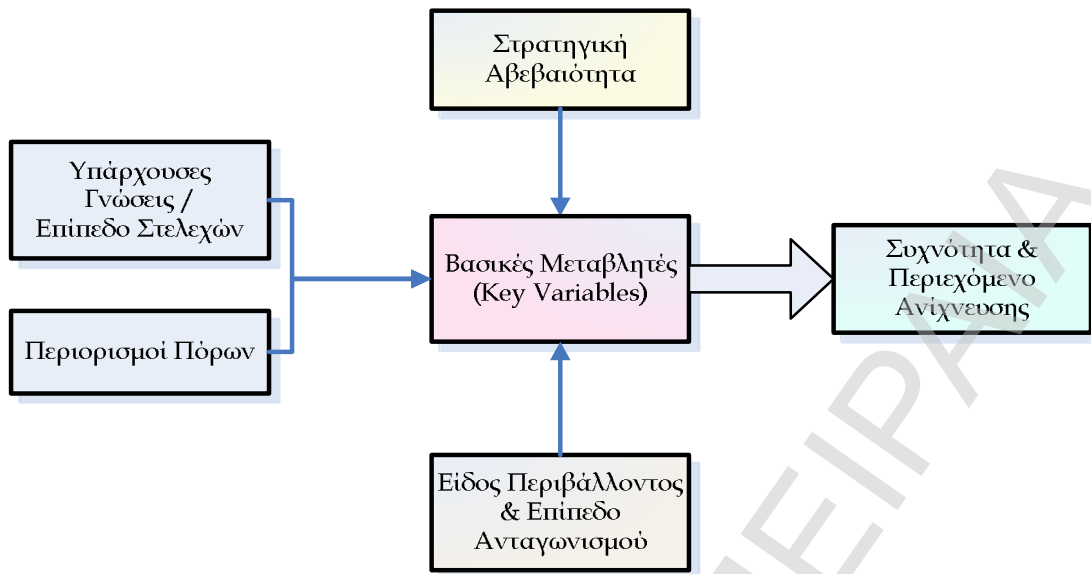 Στρατηγική
Αβεβαιότητα
Υπάρχουσες
Γνώσεις /
Επίπεδο Στελεχών
Βασικές Μεταβλητές
(Key Variables)
Συχνότητα &
Περιεχόμενο
Ανίχνευσης
Περιορισμοί Πόρων
Είδος Περιβάλλοντος
& Επίπεδο
Ανταγωνισμού
ΠΕΙΡΑΙΑ